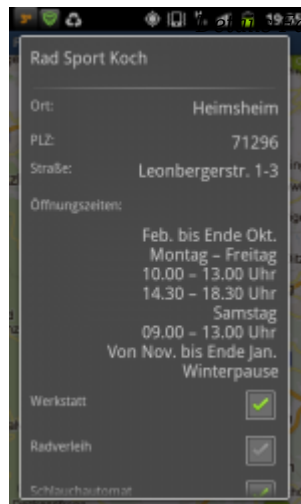 19:35
Rad Sport Koch
Ort: Heimsheim
PLZ: 71296
Straße: Leonbergerstr. 1-3
Öffnungszeiten:
Feb. bis Ende Okt.
Montag – Freitag
10.00 – 13.00 Uhr
14.30 – 18.30 Uhr
Samstag
09.00 – 13.00 Uhr
Von Nov. bis Ende Jan.
Winterpause
Werkstatt
Radverleih
Schlauchautomat